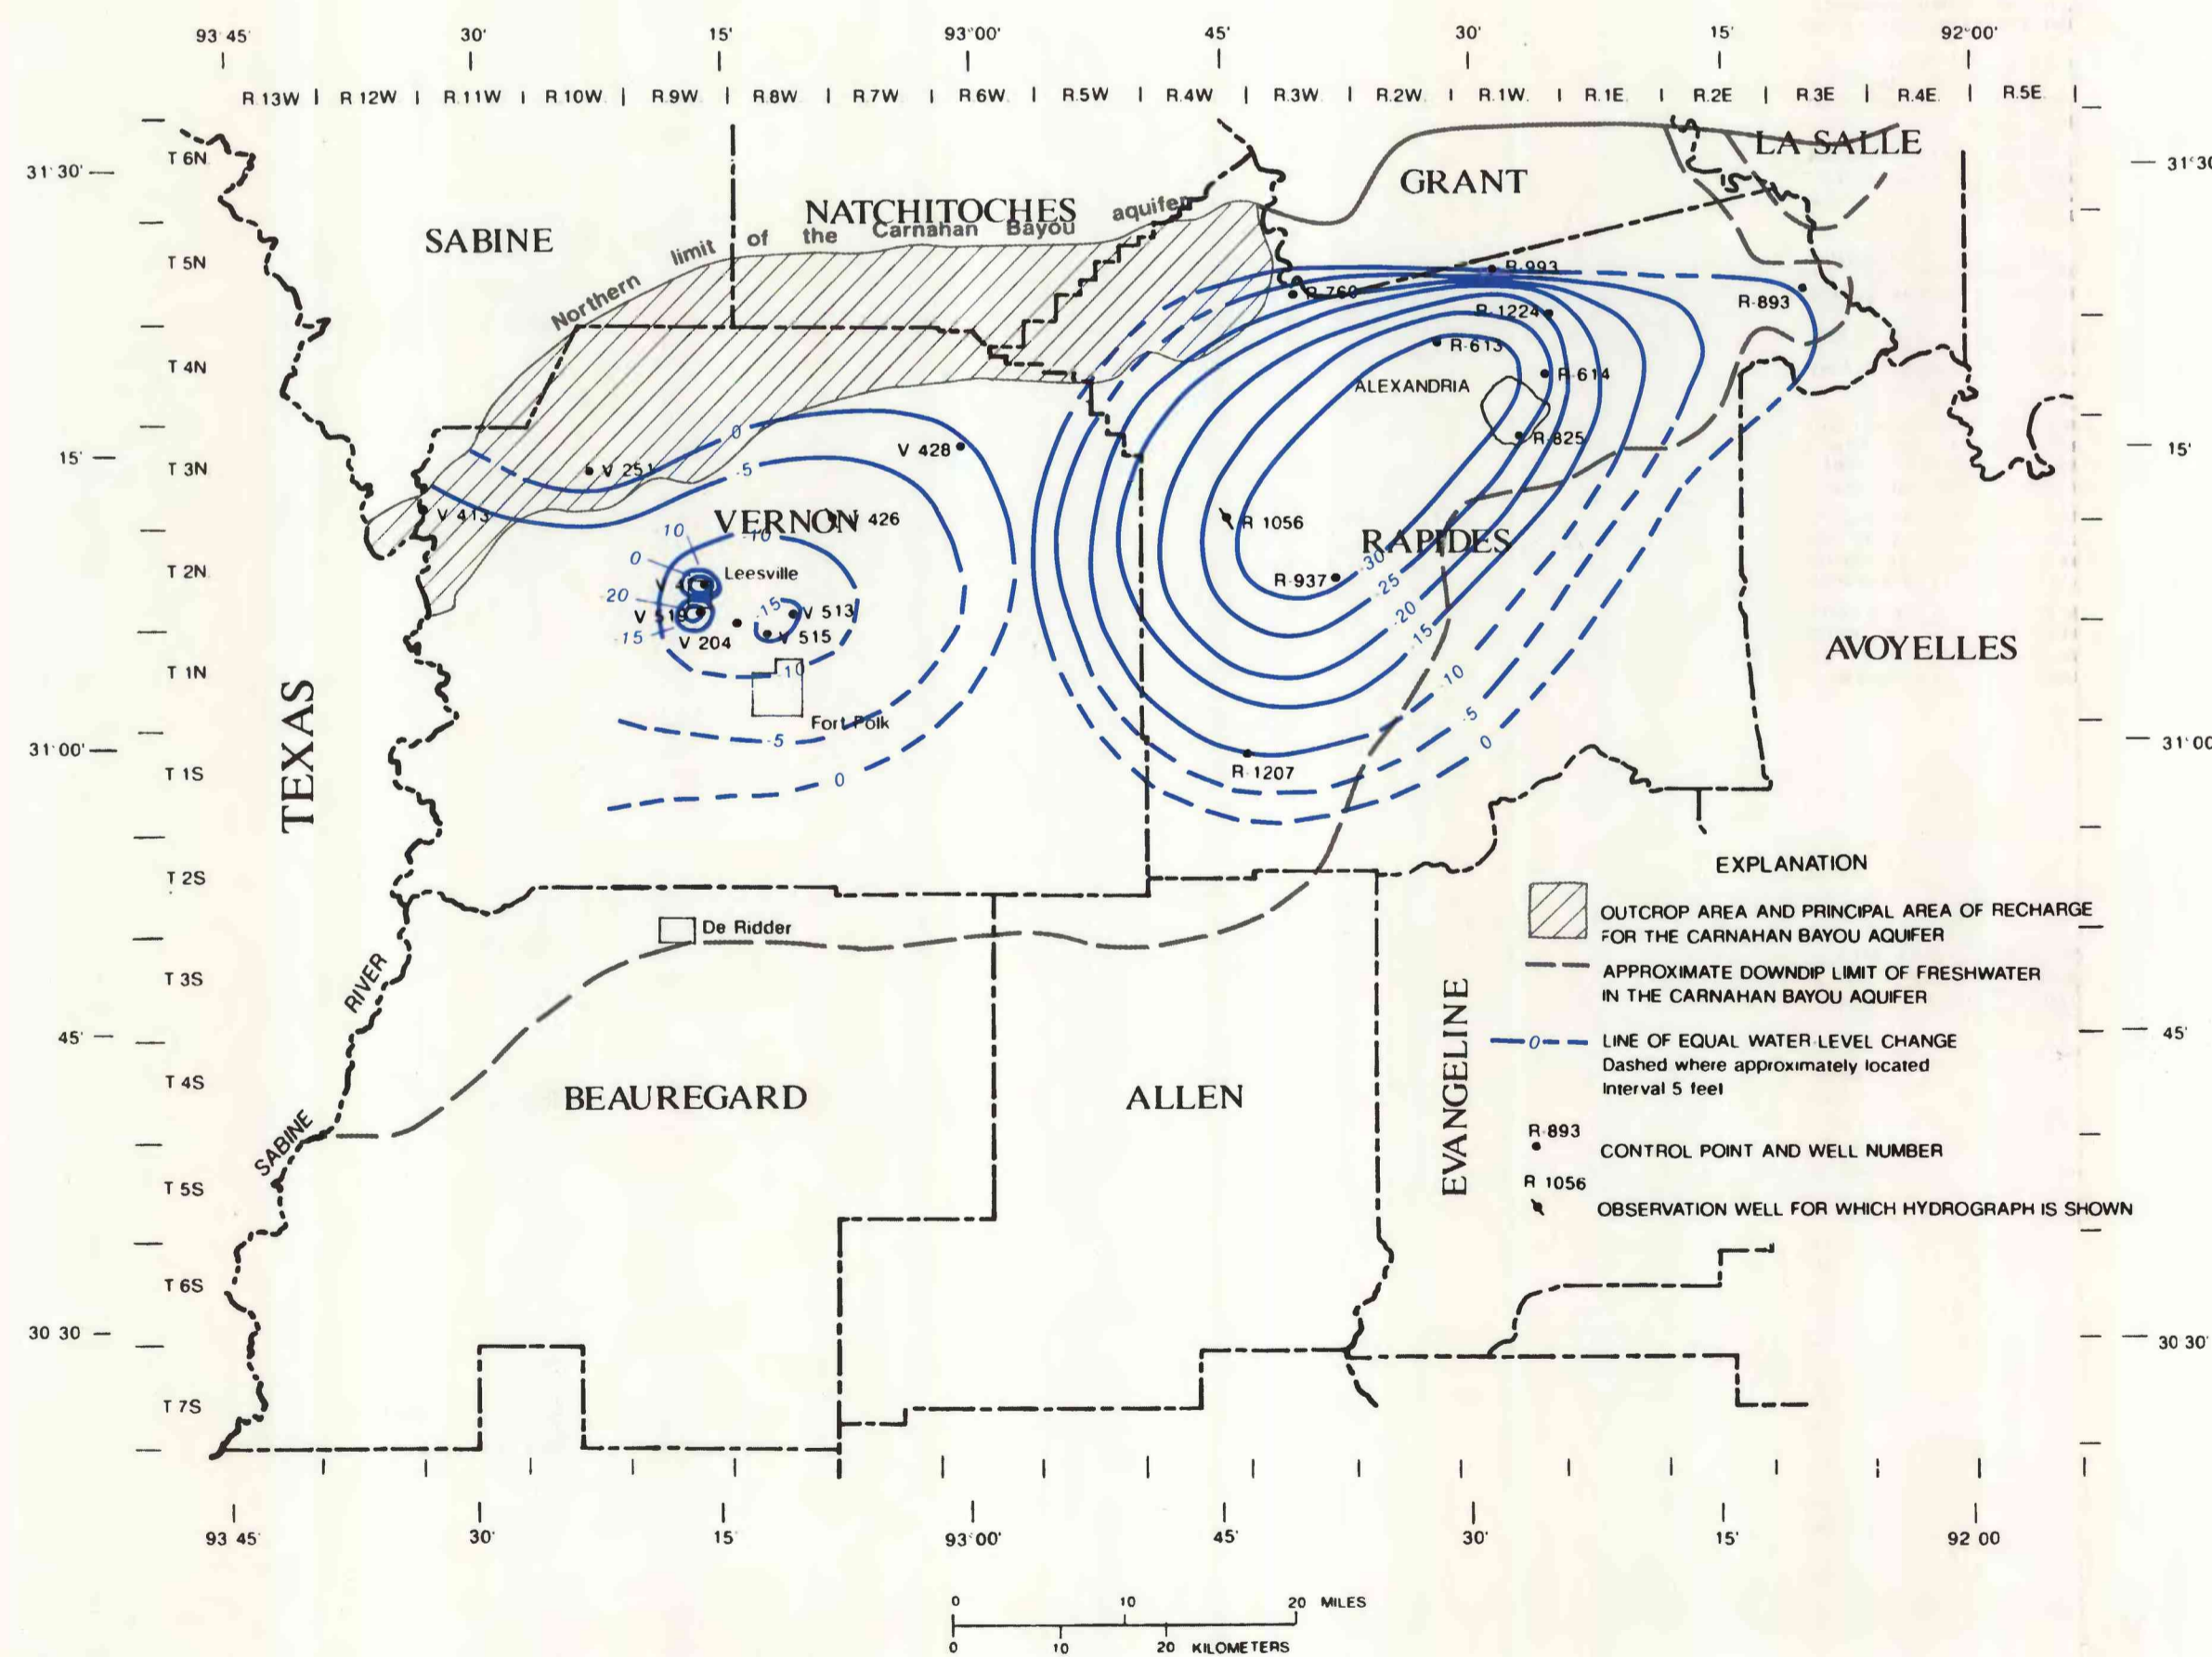 93°45' 30' 15' 93°00' 45' 30' 15' 92°00'
R.13W R 12W R.11W R.10W. R.9W. R.8W R.7W R.6W R.5W R.4W R.3W. R.2W. R.1W. R.1E. R.2E R.3E R.4E. R.5E
T 6N
31°30'
LA SALLE
GRANT
NATCHITOCHES
SABINE
Northern limit of the Carnahan Bayou aquifer
T 5N
R-993
R-760
R-893
R-1224
R-613
T 4N
R-614
ALEXANDRIA
R-825
0
V 428
15'
15'
T 3N
V 251
-5
V 413
VERNON
V 426
R 1056
RAPIDES
10
-10
0
Leesville
T 2N
R-937
-30
-25
-20
-15
-10
-5
0
20
V 519
-15
V 513
-15
V 204
V 515
AVOYELLES
T 1N
-10
Fort Polk
-5
31°00'
TEXAS
T 1S
0
R-1207
T 2S
De Ridder
T 3S
SABINE RIVER
45'
45'
T 4S
BEAUREGARD
ALLEN
EVANGELINE
T 5S
T 6S
30 30
30 30'
T 7S
EXPLANATION
OUTCROP AREA AND PRINCIPAL AREA OF RECHARGE
FOR THE CARNAHAN BAYOU AQUIFER
APPROXIMATE DOWNDIP LIMIT OF FRESHWATER
IN THE CARNAHAN BAYOU AQUIFER
0
LINE OF EQUAL WATER-LEVEL CHANGE
Dashed where approximately located
Interval 5 feet
R-893
CONTROL POINT AND WELL NUMBER
R 1056
OBSERVATION WELL FOR WHICH HYDROGRAPH IS SHOWN
93 45' 30' 15' 93°00' 45' 30' 15' 92 00
0 10 20 MILES
0 10 20 KILOMETERS